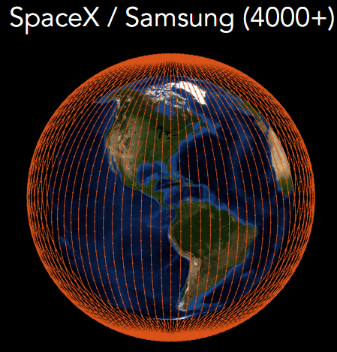 SpaceX / Samsung (4000+)